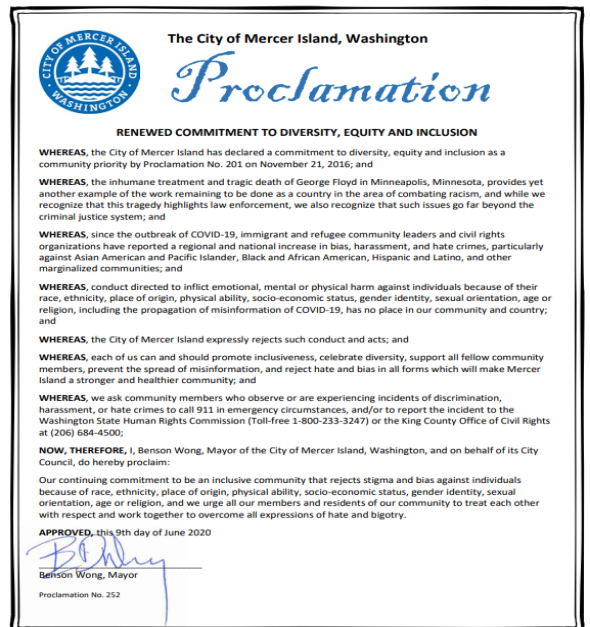 CITY OF MERCER ISLAND
WASHINGTON
The City of Mercer Island, Washington
Proclamation
RENEWED COMMITMENT TO DIVERSITY, EQUITY AND INCLUSION
WHEREAS, the City of Mercer Island has declared a commitment to diversity, equity and inclusion as a
community priority by Proclamation No. 201 on November 21, 2016; and
WHEREAS, the inhumane treatment and tragic death of George Floyd in Minneapolis, Minnesota, provides yet
another example of the work remaining to be done as a country in the area of combating racism, and while we
recognize that this tragedy highlights law enforcement, we also recognize that such issues go far beyond the
criminal justice system; and
WHEREAS, since the outbreak of COVID-19, immigrant and refugee community leaders and civil rights
organizations have reported a regional and national increase in bias, harassment, and hate crimes, particularly
against Asian American and Pacific Islander, Black and African American, Hispanic and Latino, and other
marginalized communities; and
WHEREAS, conduct directed to inflict emotional, mental or physical harm against individuals because of their
race, ethnicity, place of origin, physical ability, socio-economic status, gender identity, sexual orientation, age or
religion, including the propagation of misinformation of COVID-19, has no place in our community and country;
and
WHEREAS, the City of Mercer Island expressly rejects such conduct and acts; and
WHEREAS, each of us can and should promote inclusiveness, celebrate diversity, support all fellow community
members, prevent the spread of misinformation, and reject hate and bias in all forms which will make Mercer
Island a stronger and healthier community; and
WHEREAS, we ask community members who observe or are experiencing incidents of discrimination,
harassment, or hate crimes to call 911 in emergency circumstances, and/or to report the incident to the
Washington State Human Rights Commission (Toll-free 1-800-233-3247) or the King County Office of Civil Rights
at (206) 684-4500;
NOW, THEREFORE, I, Benson Wong, Mayor of the City of Mercer Island, Washington, and on behalf of its City
Council, do hereby proclaim:
Our continuing commitment to be an inclusive community that rejects stigma and bias against individuals
because of race, ethnicity, place of origin, physical ability, socio-economic status, gender identity, sexual
orientation, age or religion, and we urge all our members and residents of our community to treat each other
with respect and work together to overcome all expressions of hate and bigotry.
APPROVED, this 9th day of June 2020
Benson Wong, Mayor
Proclamation No. 252